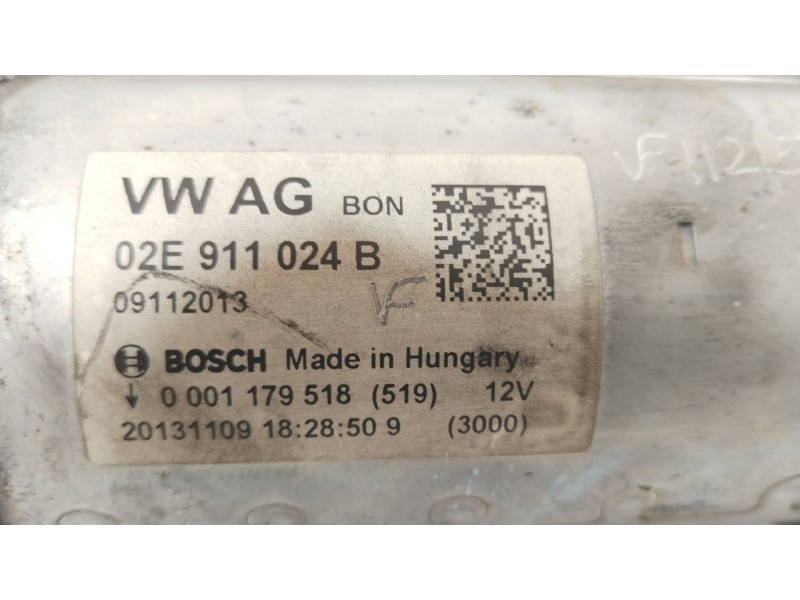 VW AG BON
02E 911 024 B
09112013
VF
BOSCH Made in Hungary
↓ 0 001 179 518 (519) 12V
20131109 18:28:50 9 (3000)